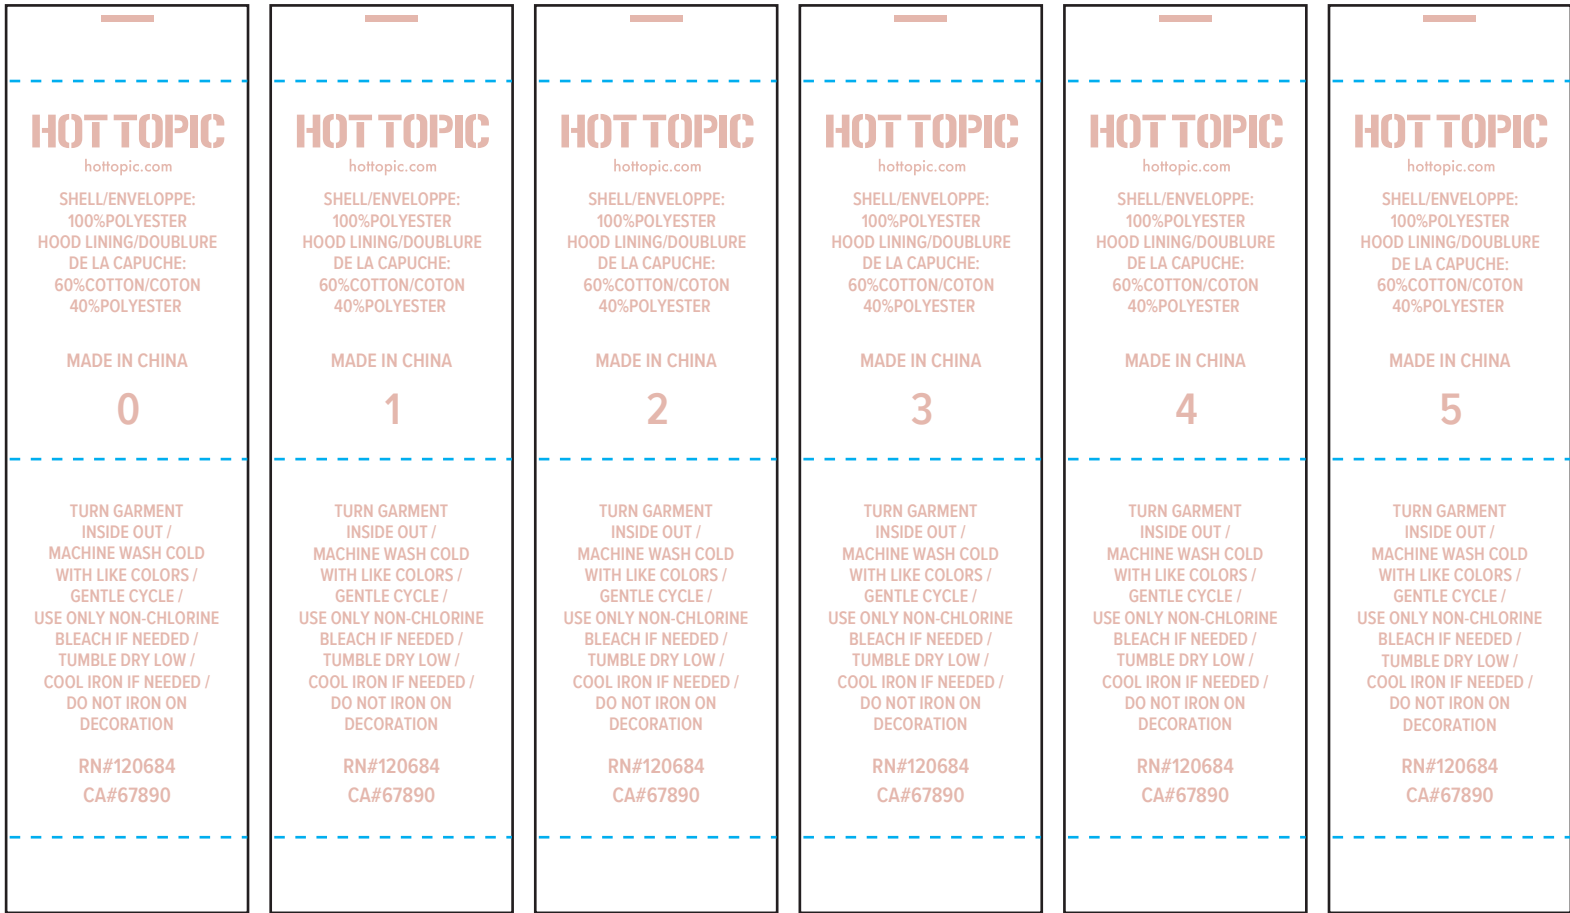 HOT TOPIC
hottopic.com
SHELL/ENVELOPPE:
100%POLYESTER
HOOD LINING/DOUBLURE
DE LA CAPUCHE:
60%COTTON/COTON
40%POLYESTER
MADE IN CHINA
0
TURN GARMENT
INSIDE OUT /
MACHINE WASH COLD
WITH LIKE COLORS /
GENTLE CYCLE /
USE ONLY NON-CHLORINE
BLEACH IF NEEDED /
TUMBLE DRY LOW /
COOL IRON IF NEEDED /
DO NOT IRON ON
DECORATION
RN#120684
CA#67890
HOT TOPIC
hottopic.com
SHELL/ENVELOPPE:
100%POLYESTER
HOOD LINING/DOUBLURE
DE LA CAPUCHE:
60%COTTON/COTON
40%POLYESTER
MADE IN CHINA
1
TURN GARMENT
INSIDE OUT /
MACHINE WASH COLD
WITH LIKE COLORS /
GENTLE CYCLE /
USE ONLY NON-CHLORINE
BLEACH IF NEEDED /
TUMBLE DRY LOW /
COOL IRON IF NEEDED /
DO NOT IRON ON
DECORATION
RN#120684
CA#67890
HOT TOPIC
hottopic.com
SHELL/ENVELOPPE:
100%POLYESTER
HOOD LINING/DOUBLURE
DE LA CAPUCHE:
60%COTTON/COTON
40%POLYESTER
MADE IN CHINA
2
TURN GARMENT
INSIDE OUT /
MACHINE WASH COLD
WITH LIKE COLORS /
GENTLE CYCLE /
USE ONLY NON-CHLORINE
BLEACH IF NEEDED /
TUMBLE DRY LOW /
COOL IRON IF NEEDED /
DO NOT IRON ON
DECORATION
RN#120684
CA#67890
HOT TOPIC
hottopic.com
SHELL/ENVELOPPE:
100%POLYESTER
HOOD LINING/DOUBLURE
DE LA CAPUCHE:
60%COTTON/COTON
40%POLYESTER
MADE IN CHINA
3
TURN GARMENT
INSIDE OUT /
MACHINE WASH COLD
WITH LIKE COLORS /
GENTLE CYCLE /
USE ONLY NON-CHLORINE
BLEACH IF NEEDED /
TUMBLE DRY LOW /
COOL IRON IF NEEDED /
DO NOT IRON ON
DECORATION
RN#120684
CA#67890
HOT TOPIC
hottopic.com
SHELL/ENVELOPPE:
100%POLYESTER
HOOD LINING/DOUBLURE
DE LA CAPUCHE:
60%COTTON/COTON
40%POLYESTER
MADE IN CHINA
4
TURN GARMENT
INSIDE OUT /
MACHINE WASH COLD
WITH LIKE COLORS /
GENTLE CYCLE /
USE ONLY NON-CHLORINE
BLEACH IF NEEDED /
TUMBLE DRY LOW /
COOL IRON IF NEEDED /
DO NOT IRON ON
DECORATION
RN#120684
CA#67890
HOT TOPIC
hottopic.com
SHELL/ENVELOPPE:
100%POLYESTER
HOOD LINING/DOUBLURE
DE LA CAPUCHE:
60%COTTON/COTON
40%POLYESTER
MADE IN CHINA
5
TURN GARMENT
INSIDE OUT /
MACHINE WASH COLD
WITH LIKE COLORS /
GENTLE CYCLE /
USE ONLY NON-CHLORINE
BLEACH IF NEEDED /
TUMBLE DRY LOW /
COOL IRON IF NEEDED /
DO NOT IRON ON
DECORATION
RN#120684
CA#67890